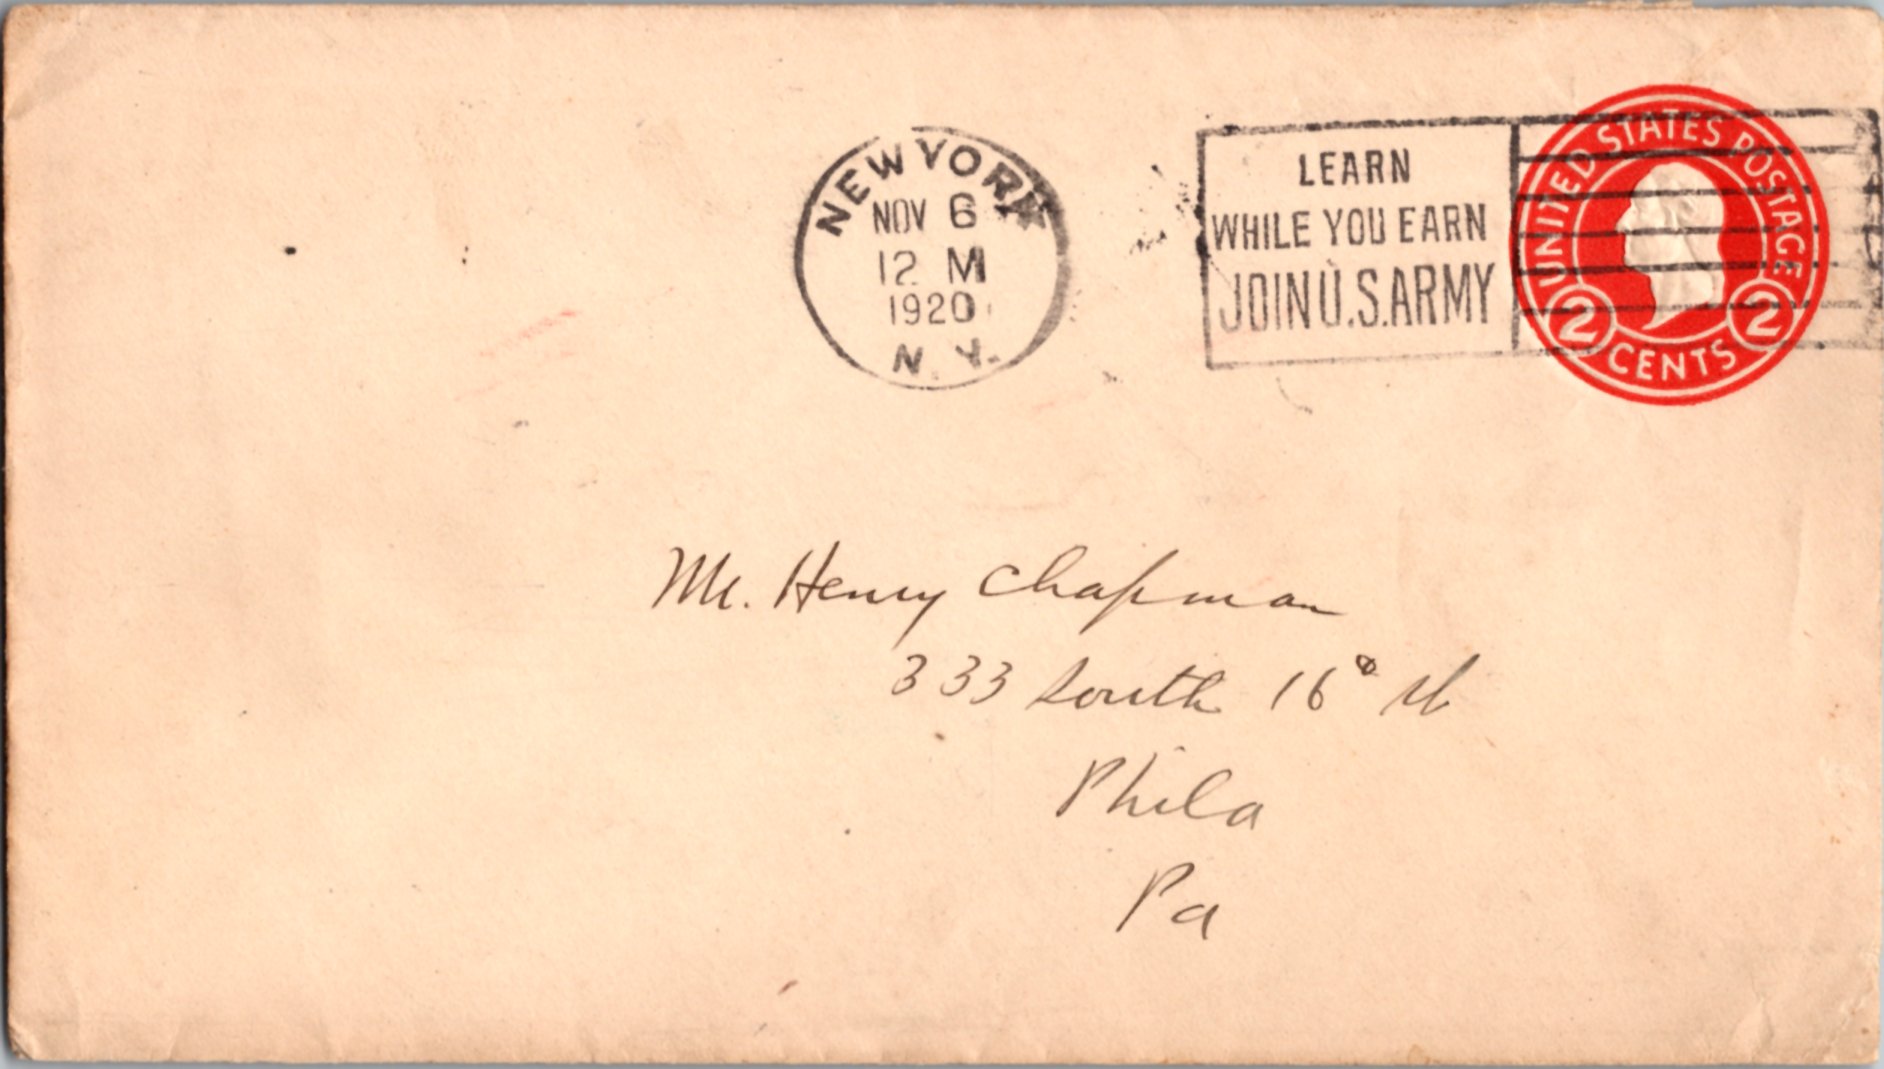 NEW YORK
NOV 6
12 M
1920
N.Y.
LEARN
WHILE YOU EARN
JOIN U.S. ARMY
UNITED STATES POSTAGE
2 CENTS 2
Mr. Henry Chapman
333 South 16th St
Phila
Pa